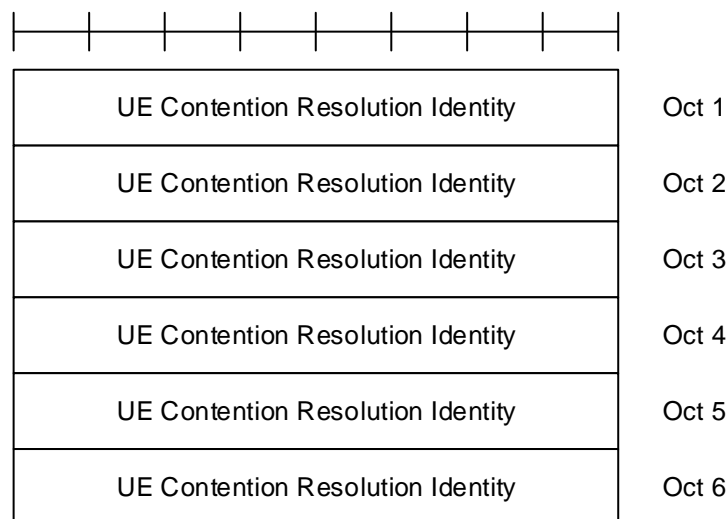 UE Contention Resolution Identity Oct 1
UE Contention Resolution Identity Oct 2
UE Contention Resolution Identity Oct 3
UE Contention Resolution Identity Oct 4
UE Contention Resolution Identity Oct 5
UE Contention Resolution Identity Oct 6